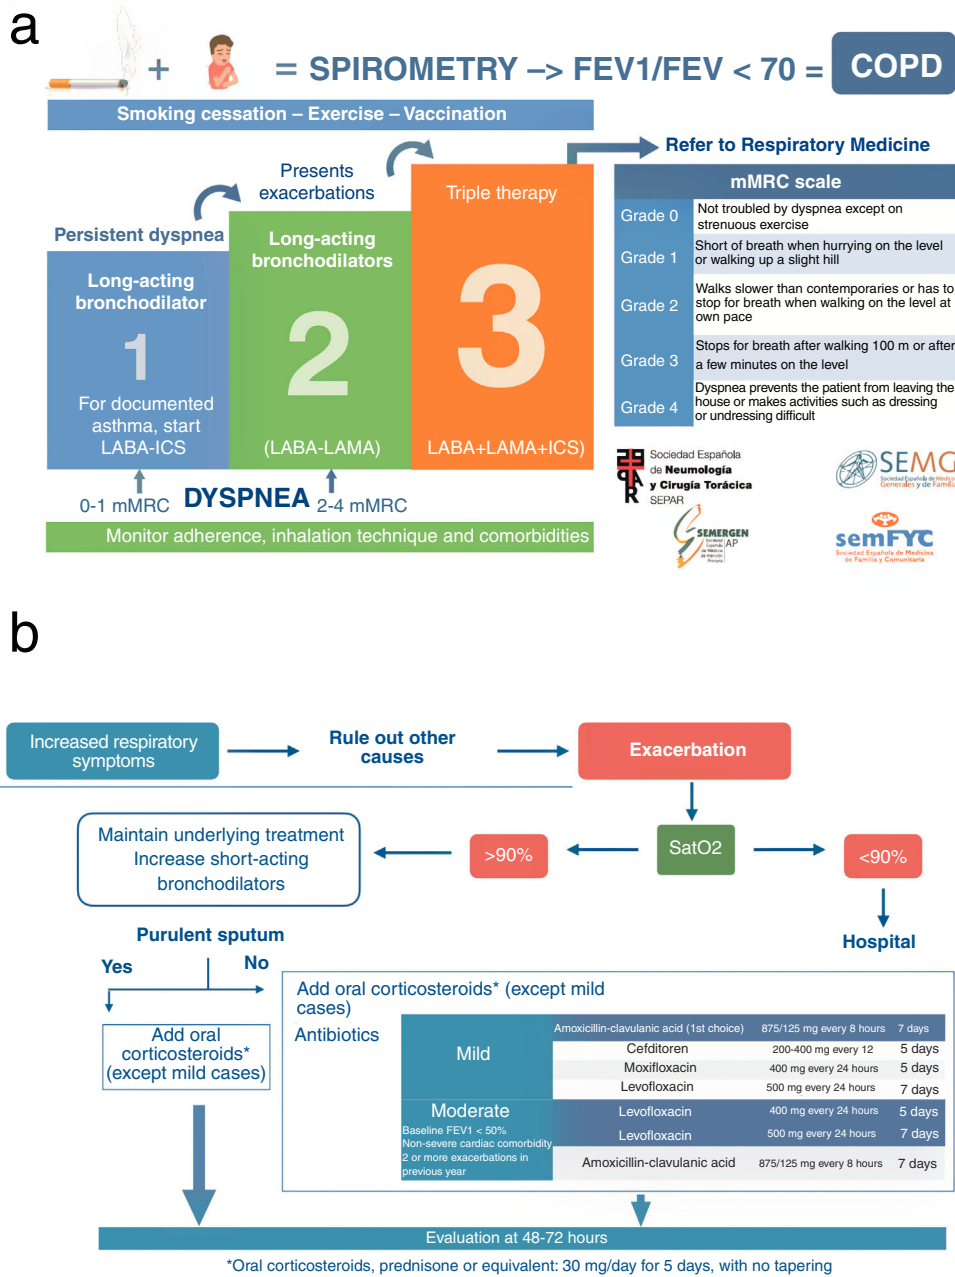 a
+ = SPIROMETRY –> FEV1/FEV < 70 = COPD
Smoking cessation – Exercise – Vaccination
Refer to Respiratory Medicine
Presents
exacerbations
Persistent dyspnea
Long-acting
bronchodilator
1
For documented
asthma, start
LABA-ICS
Long-acting
bronchodilators
2
(LABA-LAMA)
Triple therapy
3
LABA+LAMA+ICS)
0-1 mMRC DYSPNEA 2-4 mMRC
Monitor adherence, inhalation technique and comorbidities
mMRC scale
Grade 0
Not troubled by dyspnea except on
strenuous exercise
Grade 1
Short of breath when hurrying on the level
or walking up a slight hill
Grade 2
Walks slower than contemporaries or has to
stop for breath when walking on the level at
own pace
Grade 3
Stops for breath after walking 100 m or after
a few minutes on the level
Grade 4
Dyspnea prevents the patient from leaving the
house or makes activities such as dressing
or undressing difficult
SEPAR
Sociedad Española
de Neumología
y Cirugía Torácica
SEPAR
SEMG
Sociedad Española de Médicos
Generales y de Familia
SEMERGEN
Sociedad
Española
de Médicos
de Atención
Primaria
AP
semFYC
Sociedad Española de Medicina
de Familia y Comunitaria
b
Increased respiratory
symptoms
Rule out other
causes
Exacerbation
SatO2
>90%
<90%
Hospital
Maintain underlying treatment
Increase short-acting
bronchodilators
Purulent sputum
Yes
No
Add oral
corticosteroids*
(except mild cases)
Add oral corticosteroids* (except mild
cases)
Antibiotics
Mild
Amoxicillin-clavulanic acid (1st choice) 875/125 mg every 8 hours 7 days
Cefditoren 200-400 mg every 12 5 days
Moxifloxacin 400 mg every 24 hours 5 days
Levofloxacin 500 mg every 24 hours 7 days
Moderate
Baseline FEV1 < 50%
Non-severe cardiac comorbidity
2 or more exacerbations in
previous year
Levofloxacin 400 mg every 24 hours 5 days
Levofloxacin 500 mg every 24 hours 7 days
Amoxicillin-clavulanic acid 875/125 mg every 8 hours 7 days
Evaluation at 48-72 hours
*Oral corticosteroids, prednisone or equivalent: 30 mg/day for 5 days, with no tapering